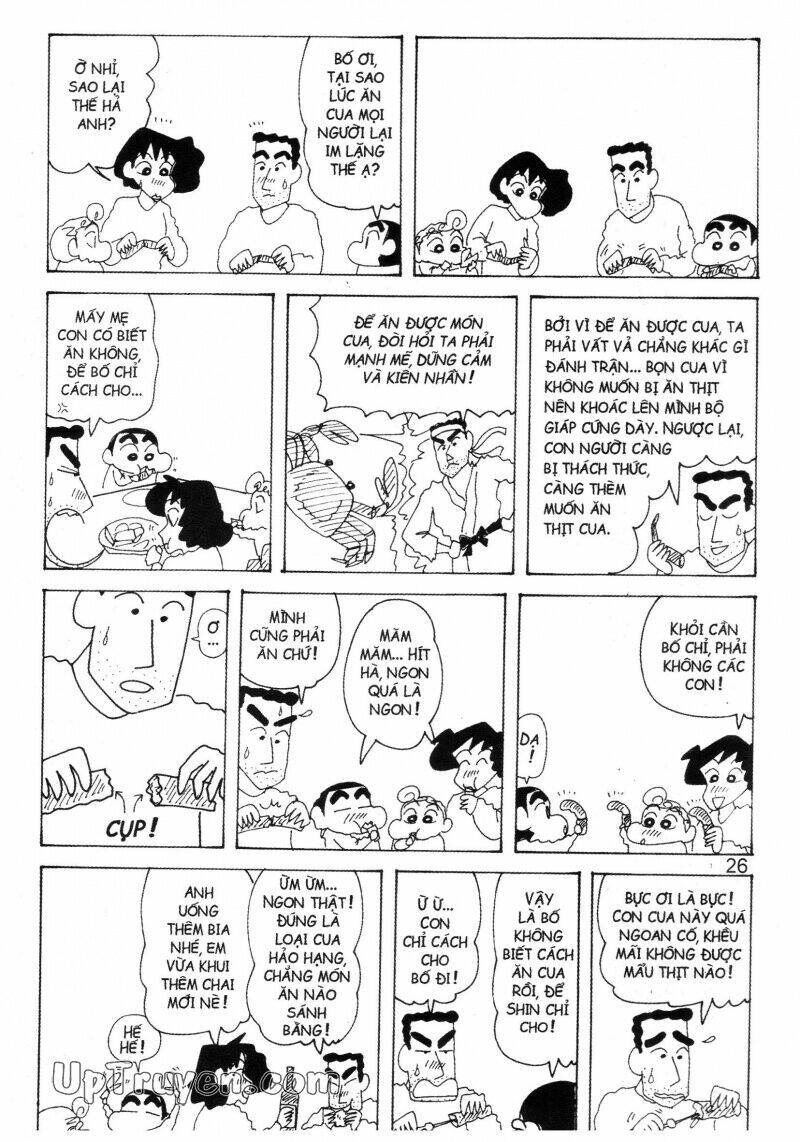 BỐ ƠI,
TẠI SAO
LÚC ĂN
CUA MỌI
NGƯỜI LẠI
IM LẶNG
THẾ Ạ?
Ờ NHỈ,
SAO LẠI
THẾ HẢ
ANH?
BỞI VÌ ĐỂ ĂN ĐƯỢC CUA, TA
PHẢI VẤT VẢ CHẲNG KHÁC GÌ
ĐÁNH TRẬN... BỌN CUA VÌ
KHÔNG MUỐN BỊ ĂN THỊT
NÊN KHOÁC LÊN MÌNH BỘ
GIÁP CỨNG DÀY. NGƯỢC LẠI,
CON NGƯỜI CÀNG
BỊ THÁCH THỨC,
CÀNG THÈM
MUỐN ĂN
THỊT CUA.
ĐỂ ĂN ĐƯỢC MÓN
CUA, ĐÒI HỎI TA PHẢI
MẠNH MẼ, DŨNG CẢM
VÀ KIÊN NHẪN!
MẤY MẸ
CON CÓ BIẾT
ĂN KHÔNG,
ĐỂ BỐ CHỈ
CÁCH CHO...
KHỎI CẦN
BỐ CHỈ, PHẢI
KHÔNG CÁC
CON!
DẠ!
MĂM
MĂM... HÍT
HÀ, NGON
QUÁ LÀ
NGON!
MÌNH
CŨNG PHẢI
ĂN CHỨ!
Ơ
...
CỤP!
26
BỰC ƠI LÀ BỰC!
CON CUA NÀY QUÁ
NGOAN CỐ, KHỀU
MÃI KHÔNG ĐƯỢC
MẨU THỊT NÀO!
VẬY
LÀ BỐ
KHÔNG
BIẾT CÁCH
ĂN CUA
RỒI, ĐỂ
SHIN CHỈ
CHO!
Ừ Ừ...
CON
CHỈ CÁCH
CHO
BỐ ĐI!
ỪM ỪM...
NGON THẬT!
ĐÚNG LÀ
LOẠI CUA
HẢO HẠNG,
CHẲNG MÓN
ĂN NÀO
SÁNH
BẰNG!
ANH
UỐNG
THÊM BIA
NHÉ, EM
VỪA KHUI
THÊM CHAI
MỚI NÈ!
HẾ
HẾ!
UpTruyen.com